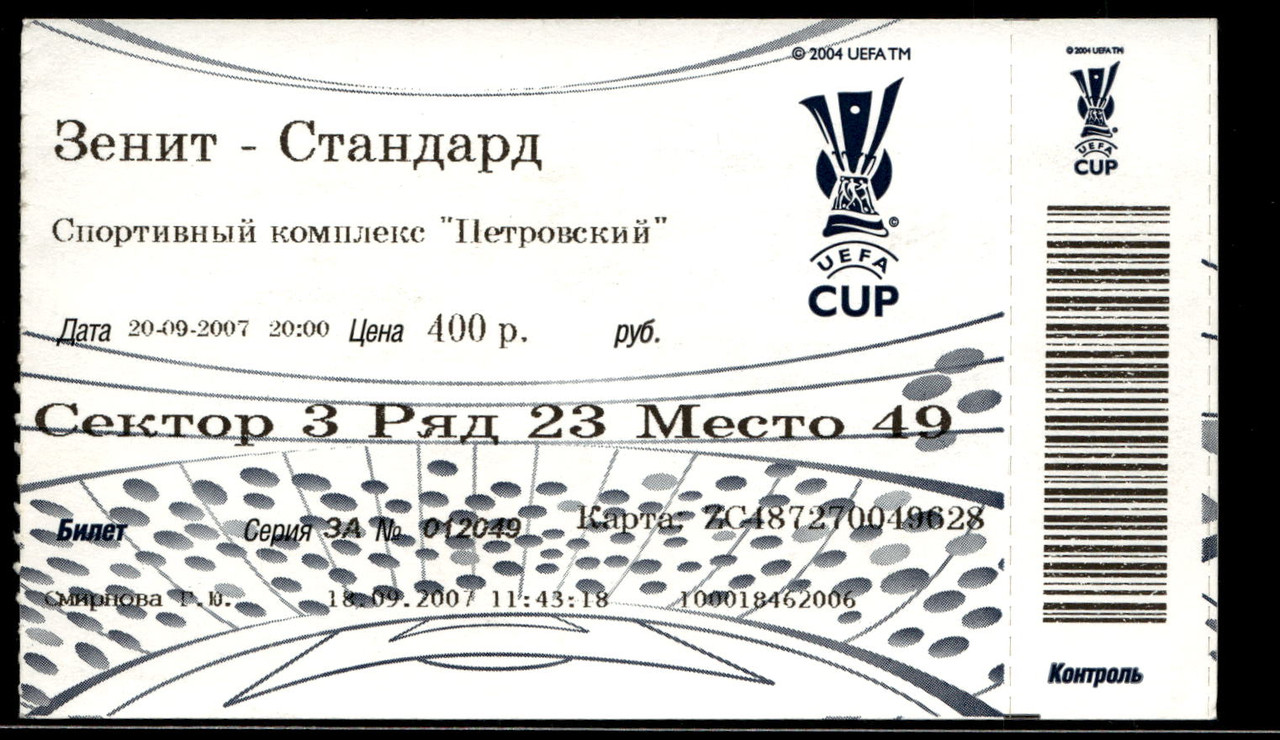 © 2004 UEFA TM
Зенит - Стандард
Спортивный комплекс "Петровский"
UEFA
CUP
Дата 20-09-2007 20:00 Цена 400 р. руб.
Сектор 3 Ряд 23 Место 49
Билет Серия ЗА № 012049 Карта: ZC487270049628
Смирнова Г.Ю. 18.09.2007 11:43:18 100018462006
© 2004 UEFA TM
UEFA
CUP
Контроль